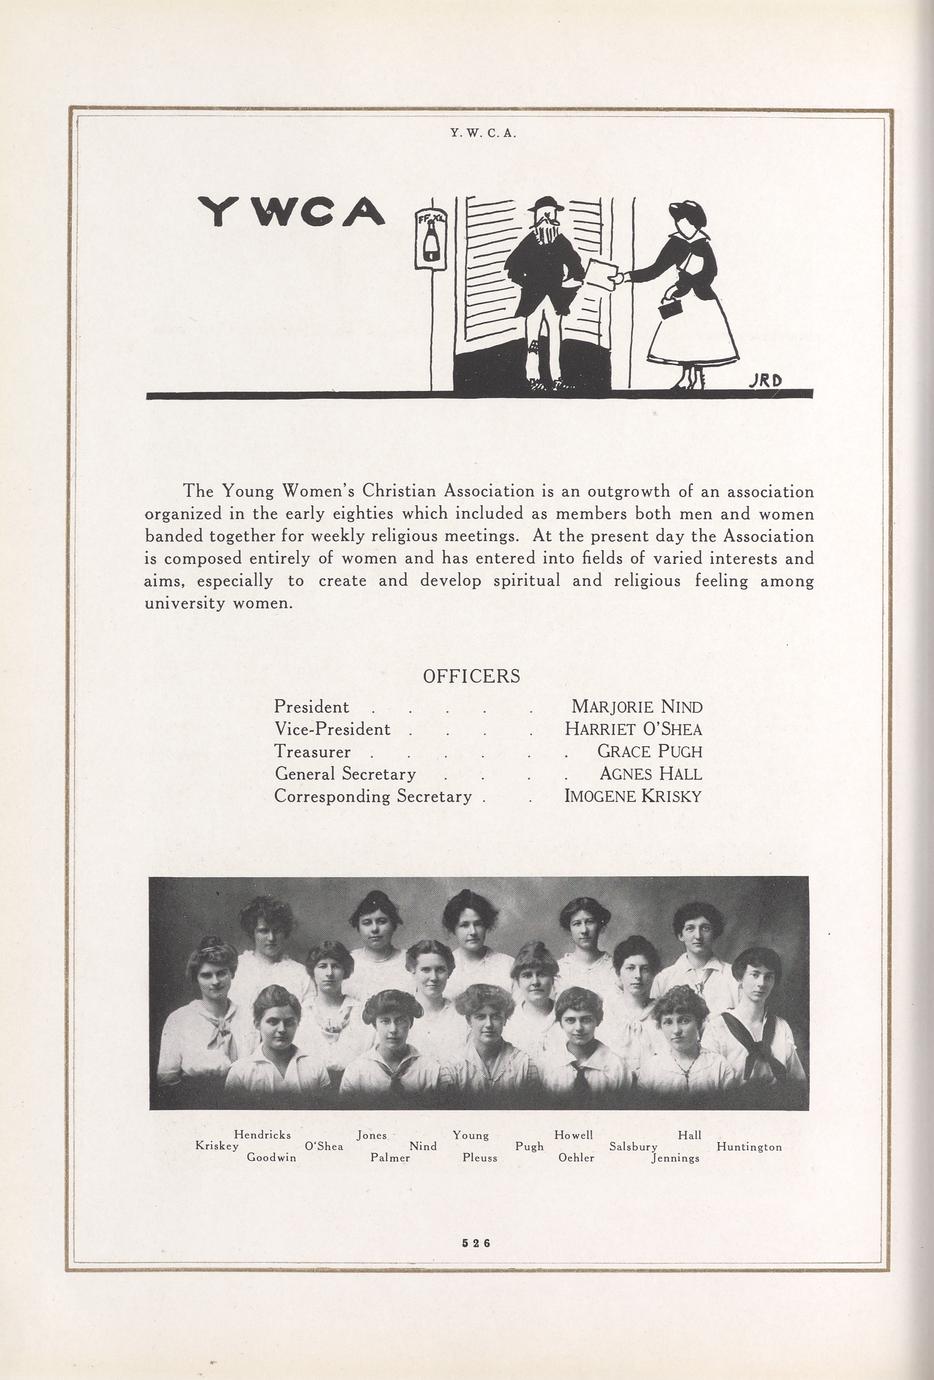 Y. W. C. A.
YWCA
FF XL
JRD
The Young Women's Christian Association is an outgrowth of an association
organized in the early eighties which included as members both men and women
banded together for weekly religious meetings. At the present day the Association
is composed entirely of women and has entered into fields of varied interests and
aims, especially to create and develop spiritual and religious feeling among
university women.
OFFICERS
President . . . . . MARJORIE NIND
Vice-President . . . . HARRIET O'SHEA
Treasurer . . . . . . GRACE PUGH
General Secretary . . . . AGNES HALL
Corresponding Secretary . . IMOGENE KRISKY
Hendricks Jones Young Howell Hall
Kriskey O'Shea Nind Pugh Salsbury Huntington
Goodwin Palmer Pleuss Oehler Jennings
526